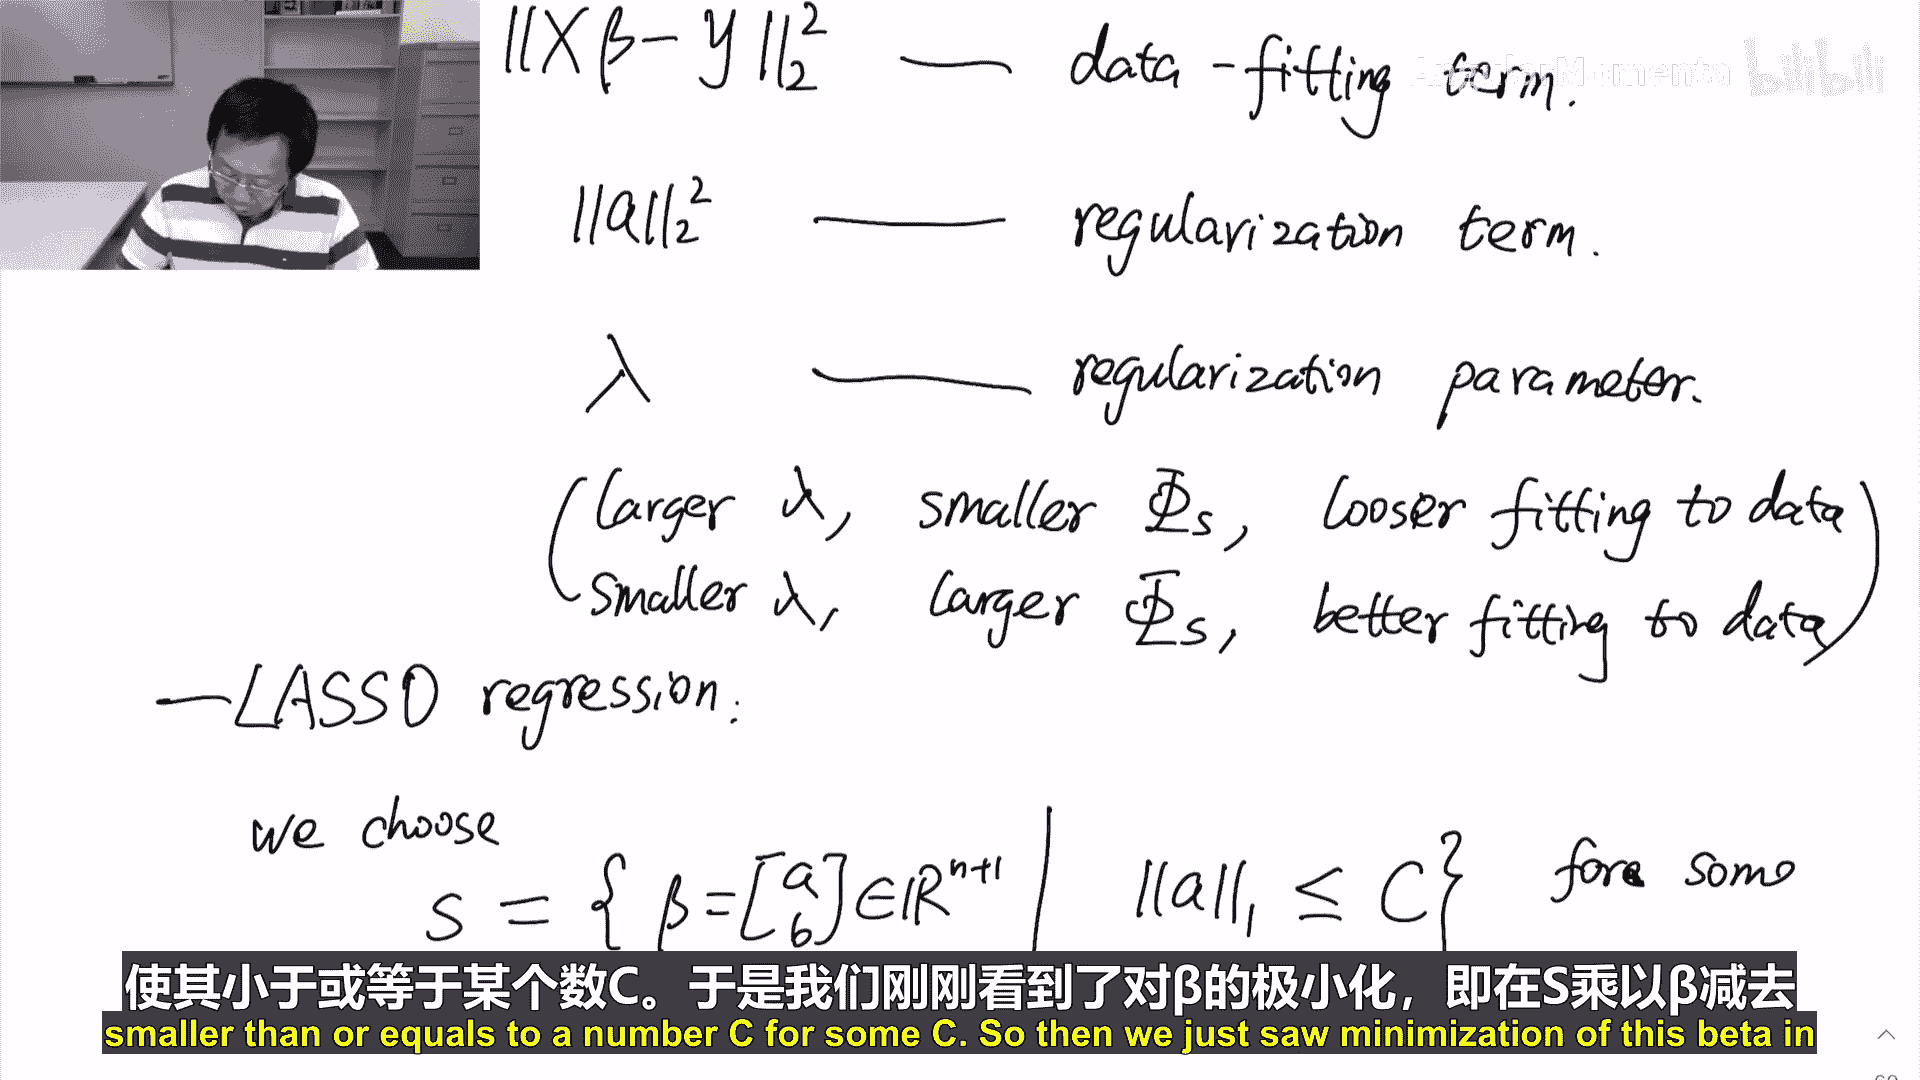 ||Xβ - y||₂² — data-fitting term.
bilibili
||a||₂² — regularization term.
λ — regularization parameter.
(larger λ, smaller Φs, looser fitting to data
smaller λ, larger Φs, better fitting to data)
— LASSO regression:
we choose
S = { β = [a b] ∈ ℝⁿ⁺¹ | ||a||₁ ≤ C } for some
使其小于或等于某个数C。于是我们刚刚看到了对β的极小化，即在S乘以β减去
smaller than or equals to a number C for some C. So then we just saw minimization of this beta in